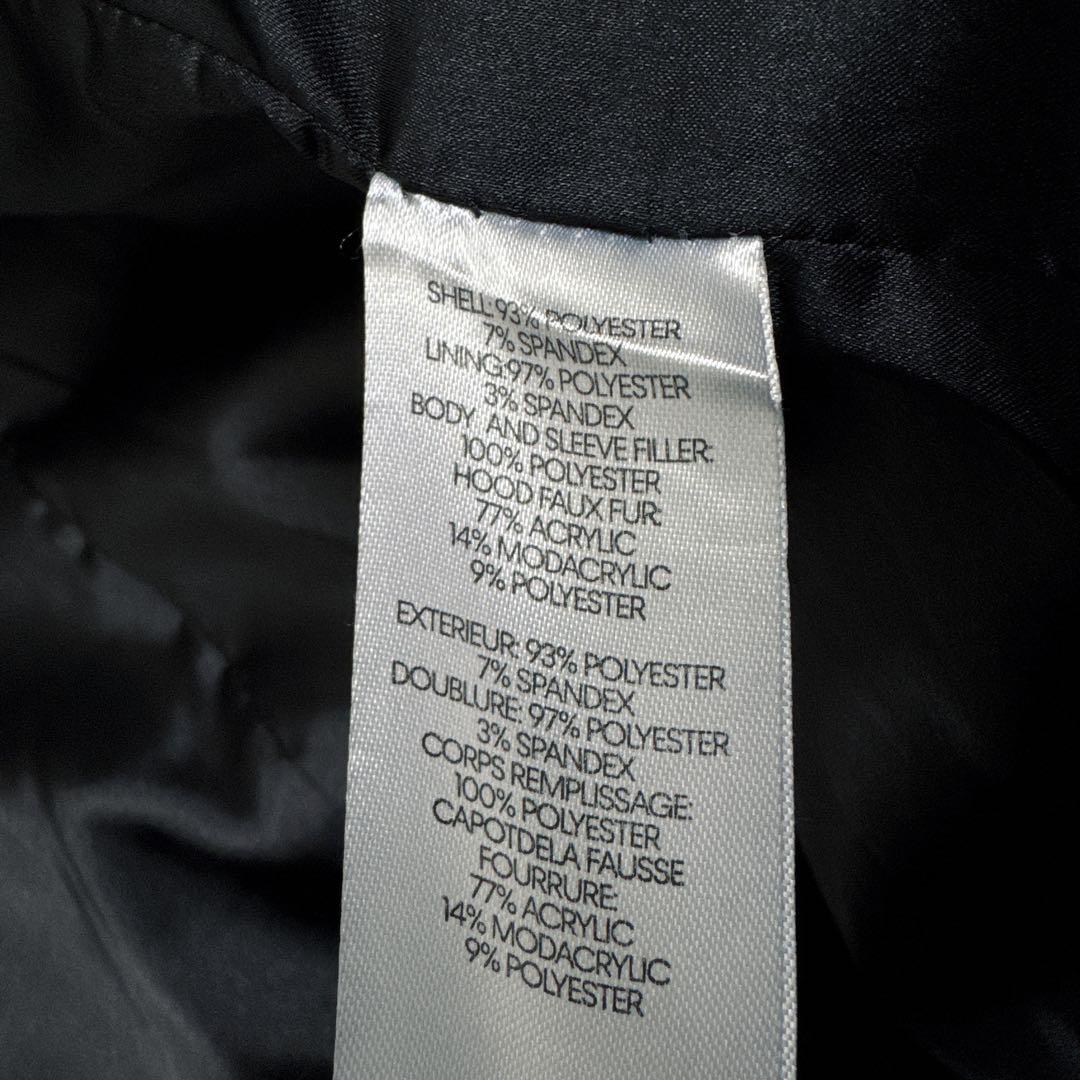 SHELL: 93% POLYESTER
7% SPANDEX
LINING: 97% POLYESTER
3% SPANDEX
BODY AND SLEEVE FILLER:
100% POLYESTER
HOOD FAUX FUR:
77% ACRYLIC
14% MODACRYLIC
9% POLYESTER
EXTERIEUR: 93% POLYESTER
7% SPANDEX
DOUBLURE: 97% POLYESTER
3% SPANDEX
CORPS REMPLISSAGE:
100% POLYESTER
CAPOTDELA FAUSSE
FOURRURE:
77% ACRYLIC
14% MODACRYLIC
9% POLYESTER